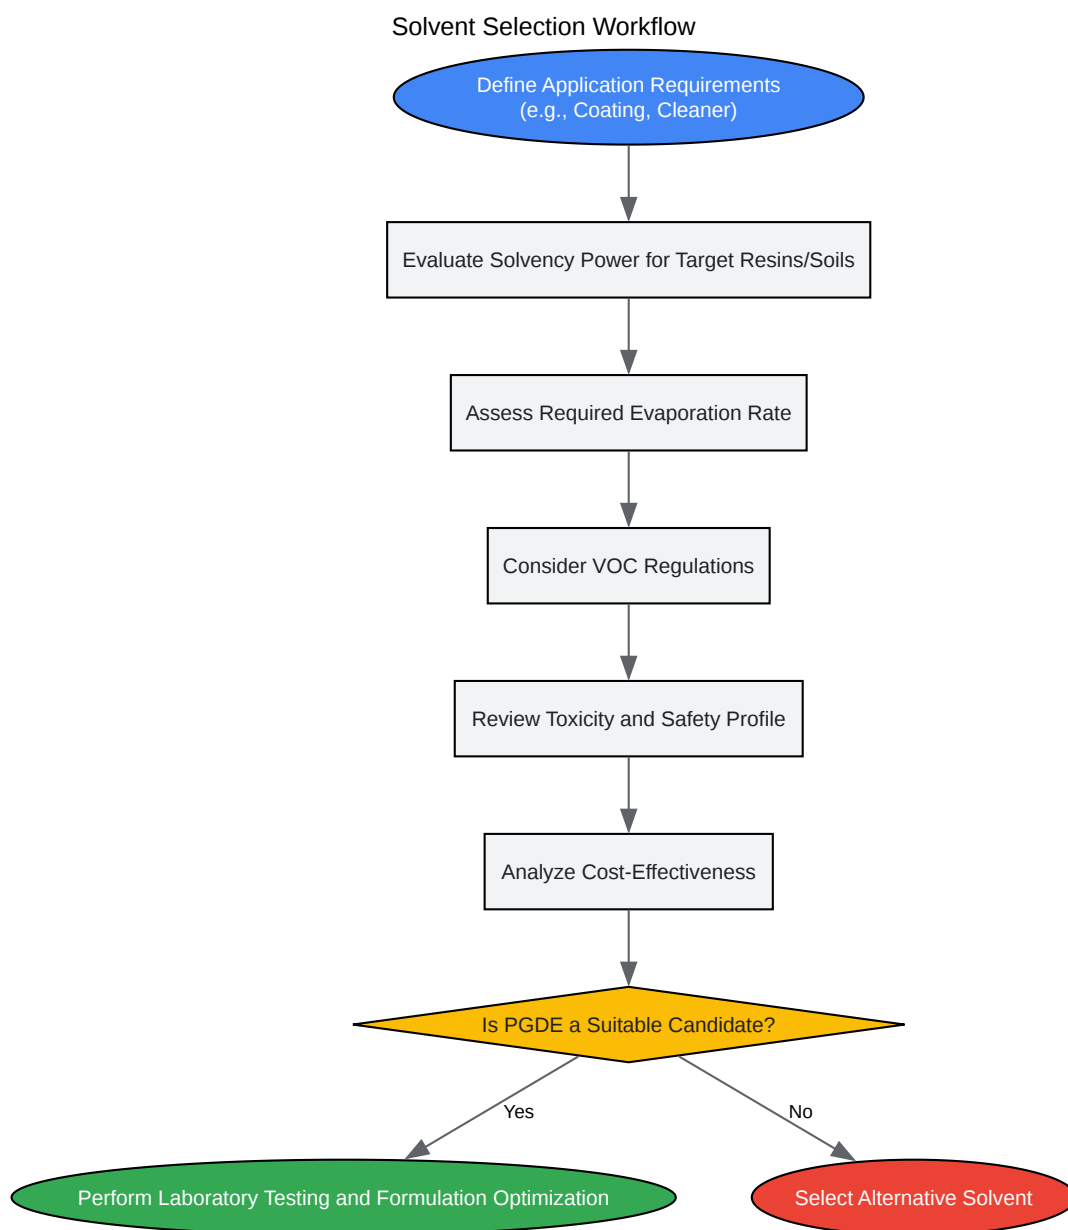 Solvent Selection Workflow
Define Application Requirements
(e.g., Coating, Cleaner)
Evaluate Solvency Power for Target Resins/Soils
Assess Required Evaporation Rate
Consider VOC Regulations
Review Toxicity and Safety Profile
Analyze Cost-Effectiveness
Is PGDE a Suitable Candidate?
Yes
No
Perform Laboratory Testing and Formulation Optimization
Select Alternative Solvent